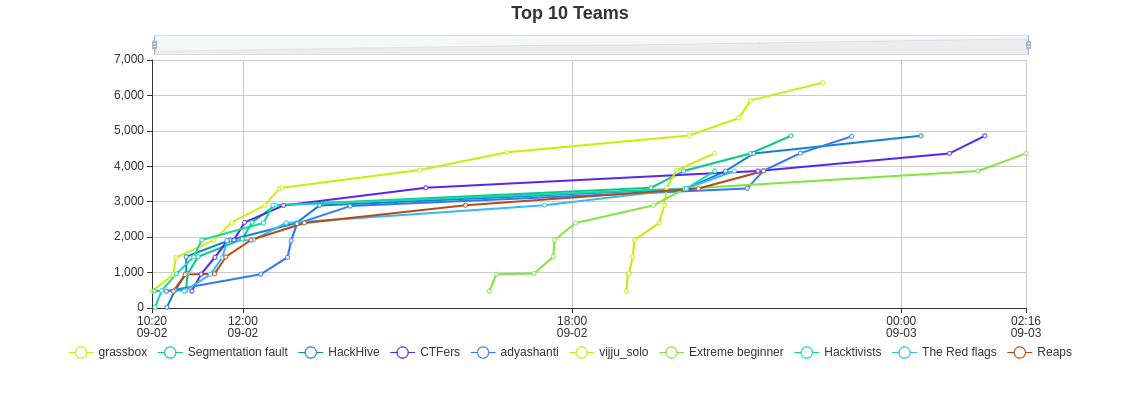 Top 10 Teams
7,000
6,000
5,000
4,000
3,000
2,000
1,000
0
10:20 12:00 18:00 00:00 02:16
09-02 09-02 09-02 09-03 09-03
grassbox Segmentation fault HackHive CTFers adyashanti vijju_solo Extreme beginner Hacktivists The Red flags Reaps